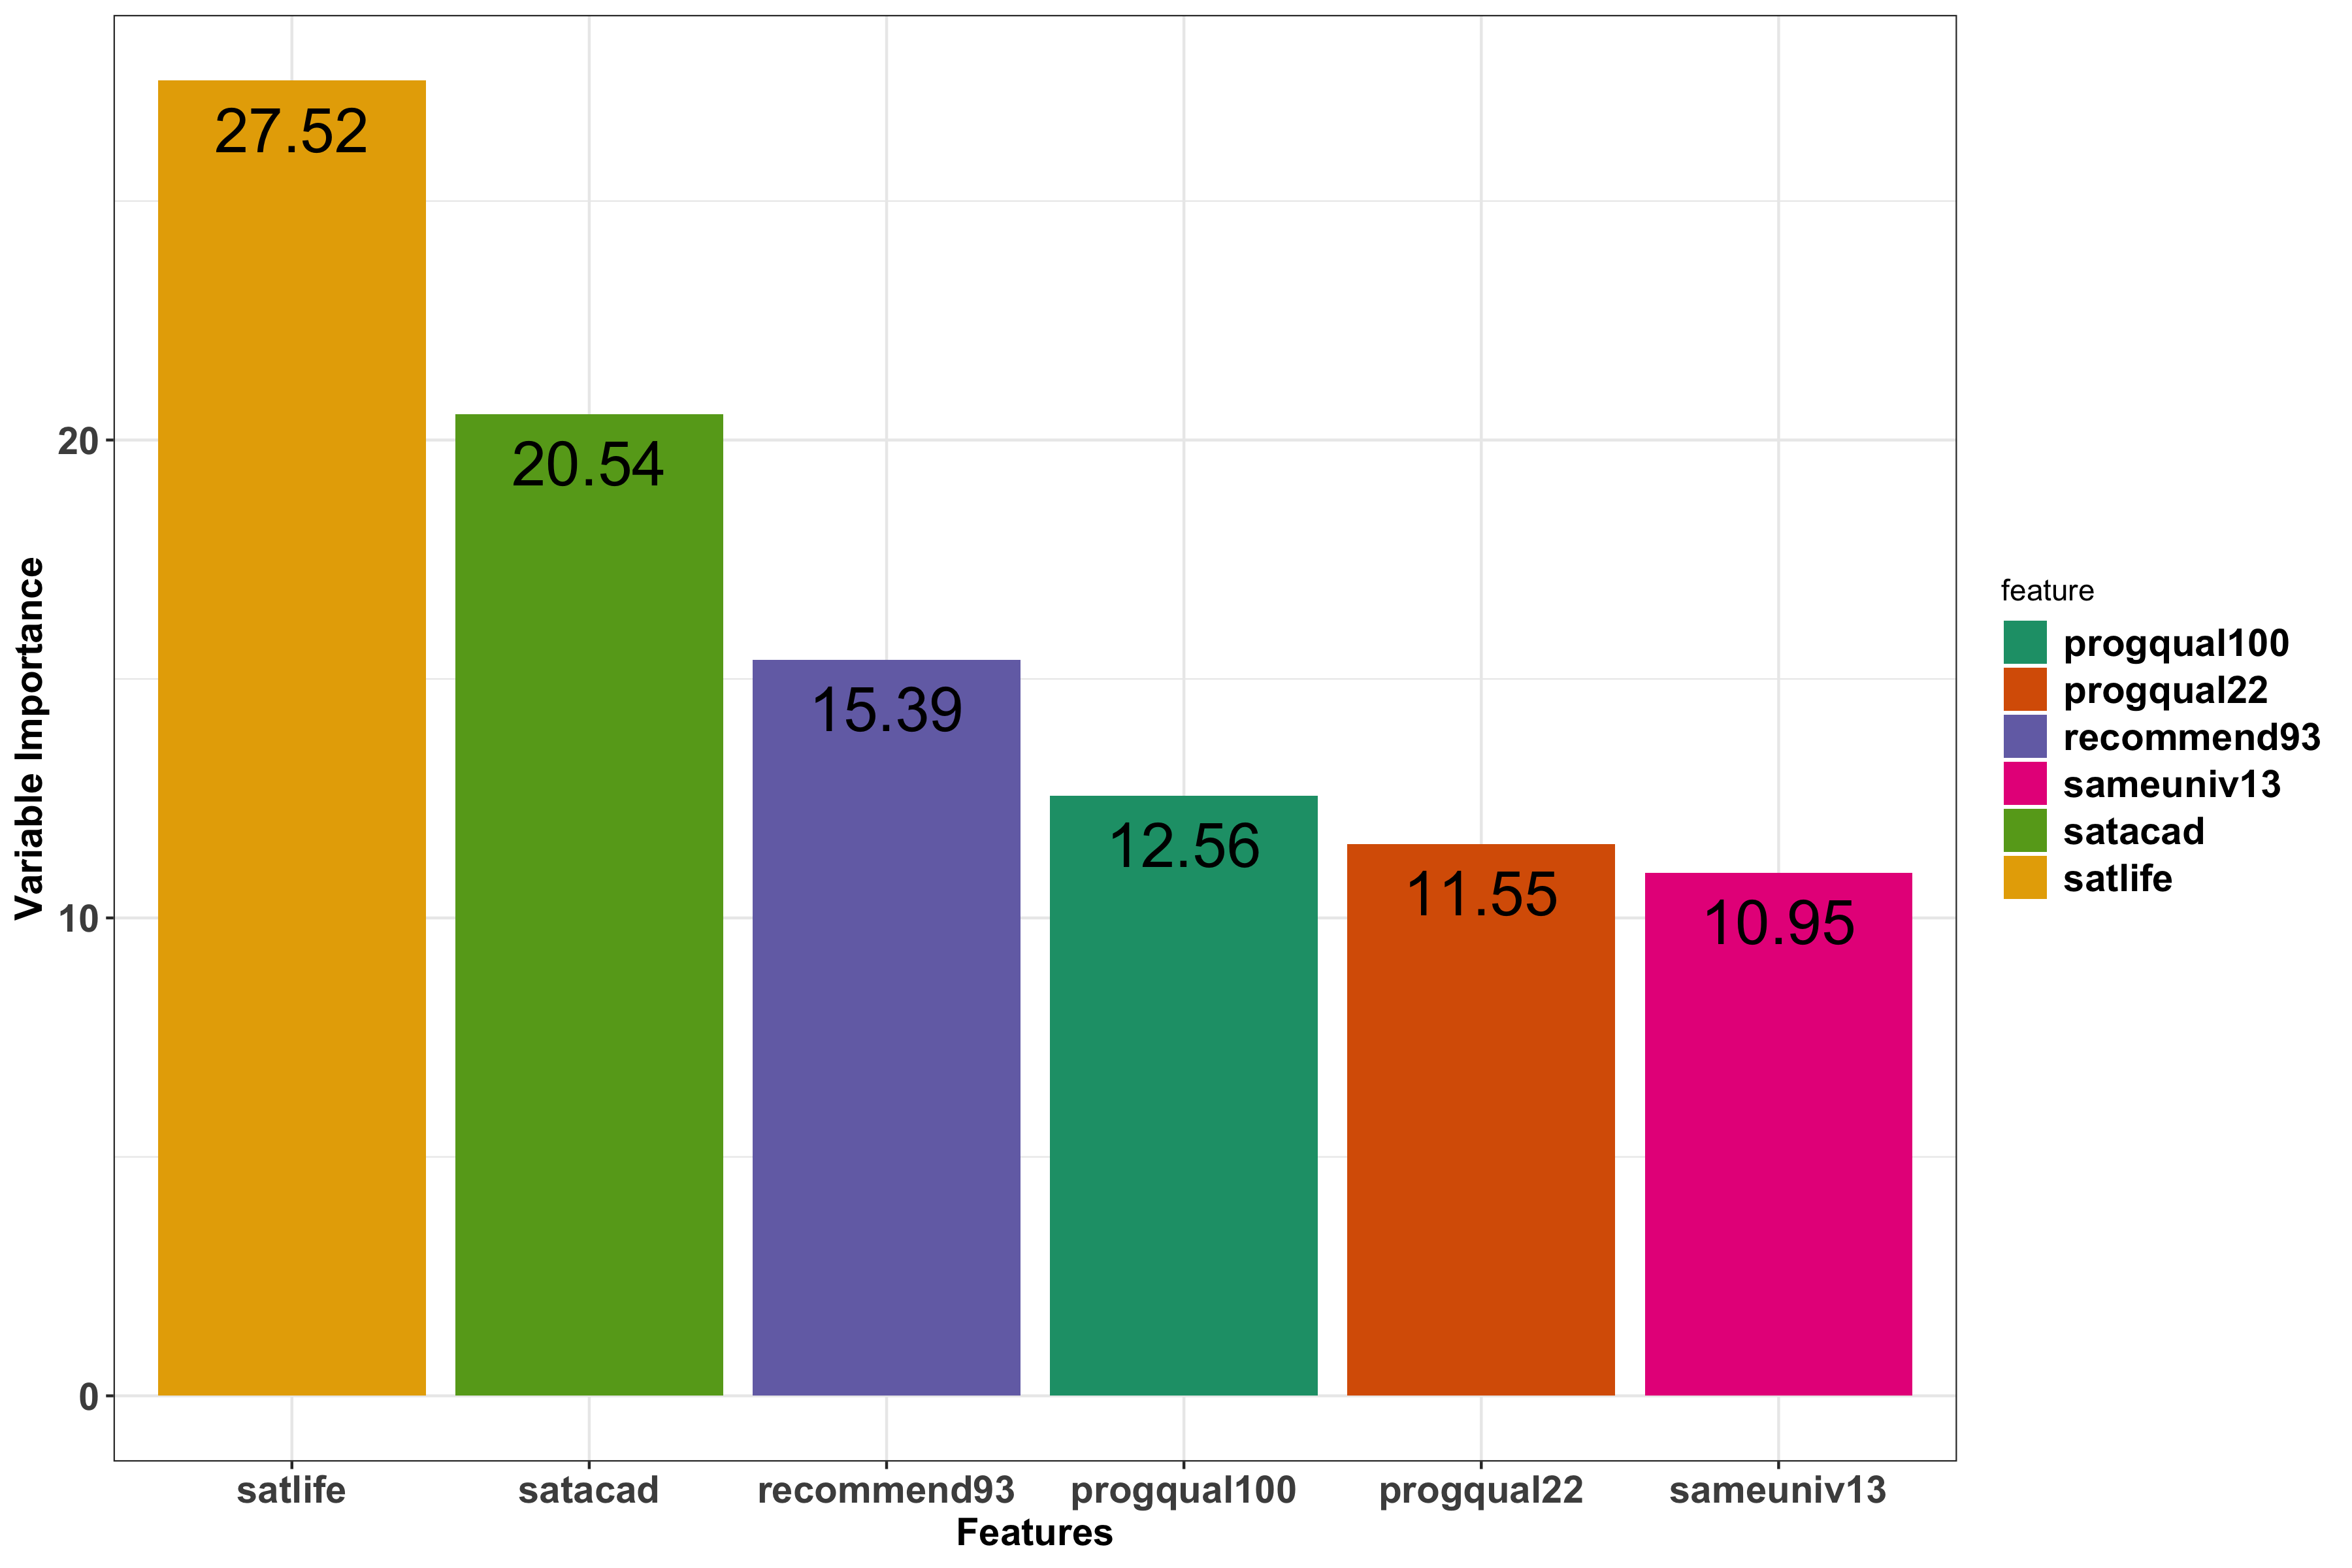 Variable Importance
20
10
0
27.52
20.54
15.39
12.56
11.55
10.95
satlife
satacad
recommend93
progqual100
progqual22
sameuniv13
Features
feature
progqual100
progqual22
recommend93
sameuniv13
satacad
satlife